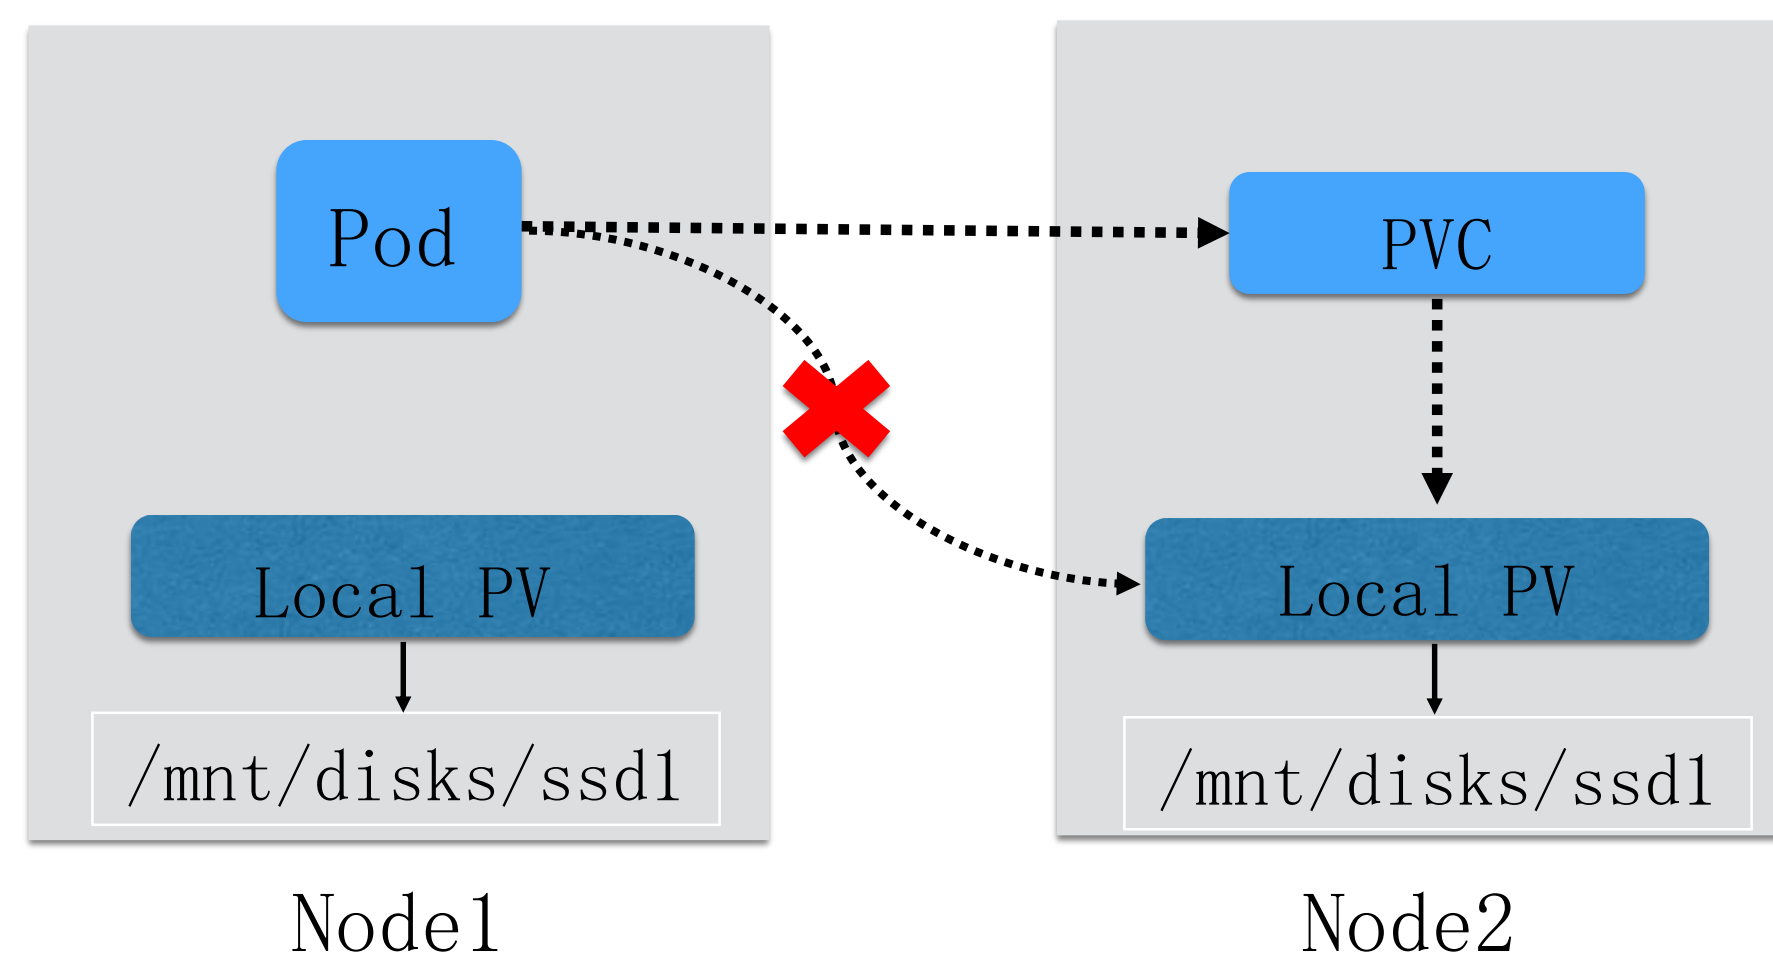 Pod
PVC
Local PV
Local PV
/mnt/disks/ssd1
/mnt/disks/ssd1
Node1
Node2